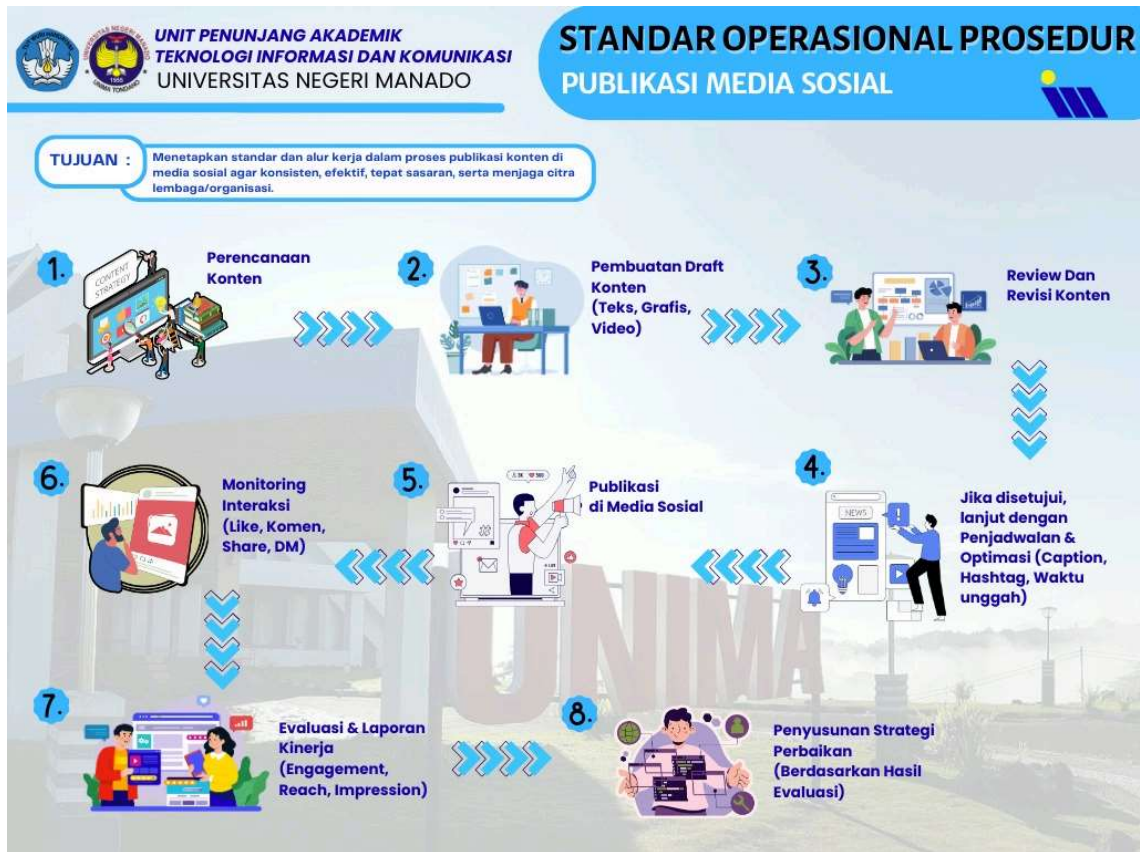 UNIT PENUNJANG AKADEMIK
TEKNOLOGI INFORMASI DAN KOMUNIKASI
UNIVERSITAS NEGERI MANADO
STANDAR OPERASIONAL PROSEDUR
PUBLIKASI MEDIA SOSIAL
TUJUAN :
Menetapkan standar dan alur kerja dalam proses publikasi konten di
media sosial agar konsisten, efektif, tepat sasaran, serta menjaga citra
lembaga/organisasi.
1.
CONTENT
STRATEGY
Perencanaan
Konten
2.
Pembuatan Draft
Konten
(Teks, Grafis,
Video)
3.
Review Dan
Revisi Konten
4.
NEWS
Jika disetujui,
lanjut dengan
Penjadwalan &
Optimasi (Caption,
Hashtag, Waktu
unggah)
5.
Publikasi
di Media Sosial
6.
Monitoring
Interaksi
(Like, Komen,
Share, DM)
7.
Evaluasi & Laporan
Kinerja
(Engagement,
Reach, Impression)
8.
Penyusunan Strategi
Perbaikan
(Berdasarkan Hasil
Evaluasi)
UNIMA